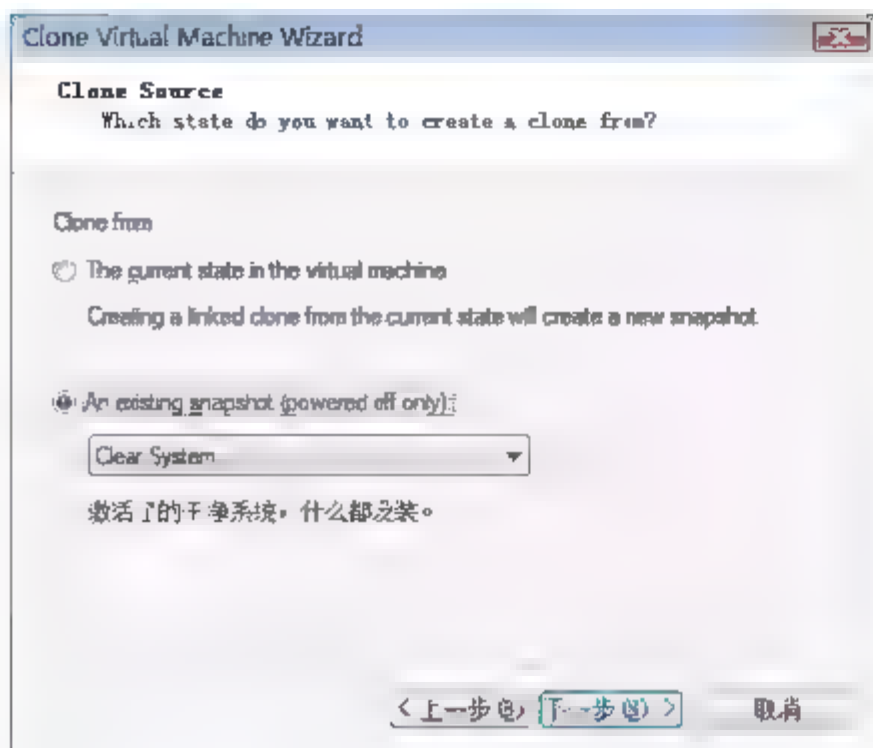 Clone Virtual Machine Wizard
Clone Source
Which state do you want to create a clone from?
Clone from
The current state in the virtual machine
Creating a linked clone from the current state will create a new snapshot
An existing snapshot (powered off only):
Clear System
激活了的干净系统，什么都没装。
< 上一步(B) 下一步(N) > 取消